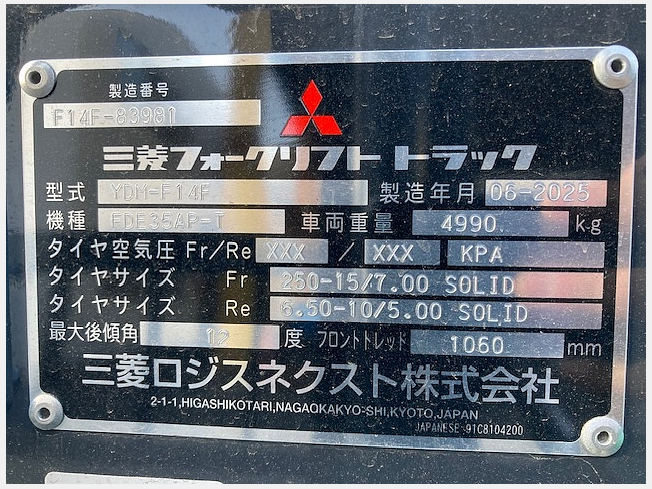 製造番号
F14F-83981
三菱フォークリフト トラック
型式 YDM-F14F 製造年月 06-2025
機種 FDE35AP-T 車両重量 4990 kg
タイヤ空気圧 Fr/Re XXX / XXX KPA
タイヤサイズ Fr 250-15/7.00 SOLID
タイヤサイズ Re 6.50-10/5.00 SOLID
最大後傾角 12 度 フロントトレッド 1060 mm
三菱ロジスネクスト株式会社
2-1-1,HIGASHIKOTARI,NAGAOKAKYO-SHI,KYOTO,JAPAN
JAPANESE-91C8104200